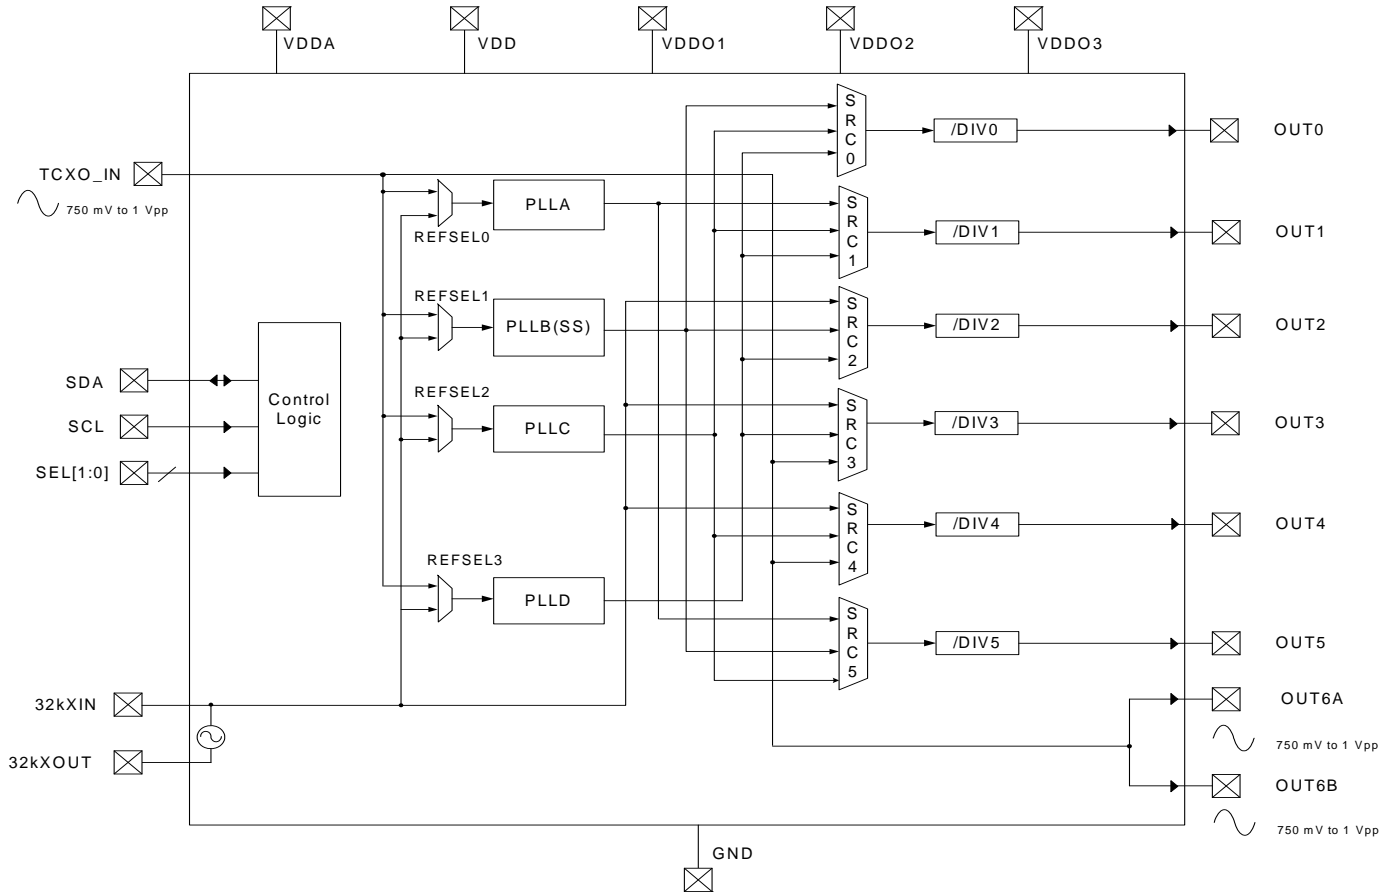 VDDA
VDD
VDDO1
VDDO2
VDDO3
SRC0
/DIV0
OUT0
TCXO_IN
750 mV to 1 Vpp
REFSEL0
PLLA
SRC1
/DIV1
OUT1
REFSEL1
PLLB(SS)
SRC2
/DIV2
OUT2
SDA
SCL
SEL[1:0]
Control
Logic
REFSEL2
PLLC
SRC3
/DIV3
OUT3
SRC4
/DIV4
OUT4
REFSEL3
PLLD
SRC5
/DIV5
OUT5
32kXIN
32kXOUT
OUT6A
750 mV to 1 Vpp
OUT6B
750 mV to 1 Vpp
GND